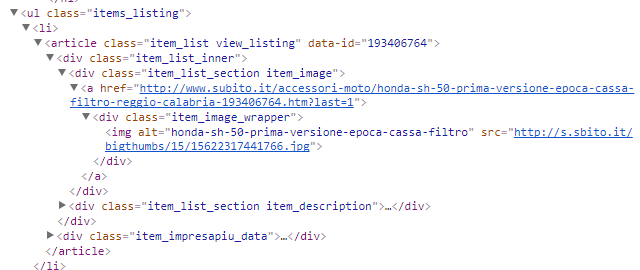 ▼<ul class="items_listing">
▼<li>
▼<article class="item_list view_listing" data-id="193406764">
▼<div class="item_list_inner">
▼<div class="item_list_section item_image">
▼<a href="http://www.subito.it/accessori-moto/honda-sh-50-prima-versione-epoca-cassa-
filtro-reggio-calabria-193406764.htm?last=1">
▼<div class="item_image_wrapper">
<img alt="honda-sh-50-prima-versione-epoca-cassa-filtro" src="http://s.sbito.it/
bigthumbs/15/15622317441766.jpg">
</div>
</a>
</div>
▶<div class="item_list_section item_description">…</div>
</div>
▶<div class="item_impresapiu_data">…</div>
</article>
</li>